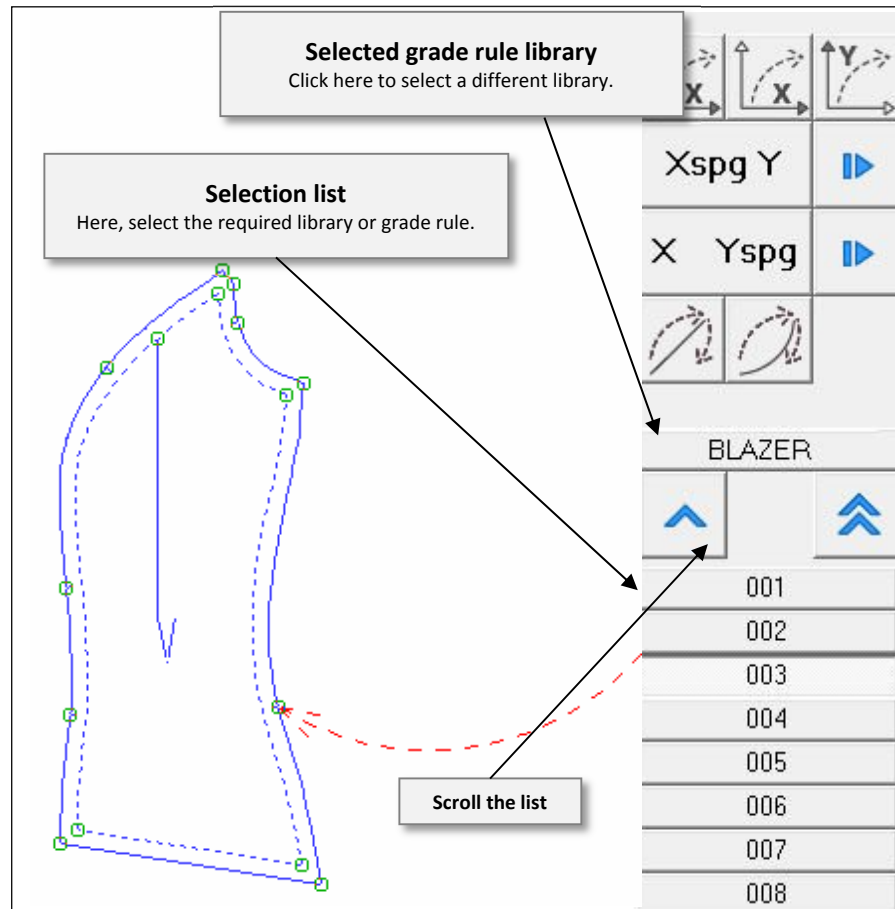 Selected grade rule library
Click here to select a different library.
X
X
Y
Xspg Y
Selection list
Here, select the required library or grade rule.
X Yspg
BLAZER
001
002
003
004
005
006
007
008
Scroll the list